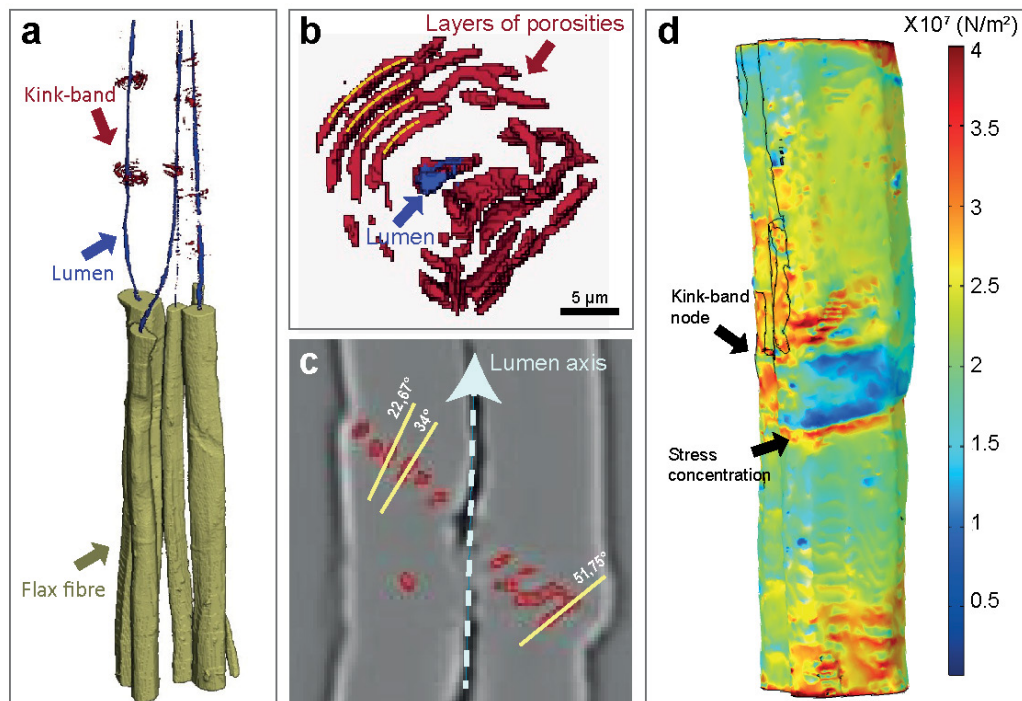 a
Kink-band
Lumen
Flax fibre
b
Layers of porosities
Lumen
5 µm
c
Lumen axis
22,67°
34°
51,75°
d
X10⁷ (N/m²)
Kink-band
node
Stress
concentration
4
3.5
3
2.5
2
1.5
1
0.5